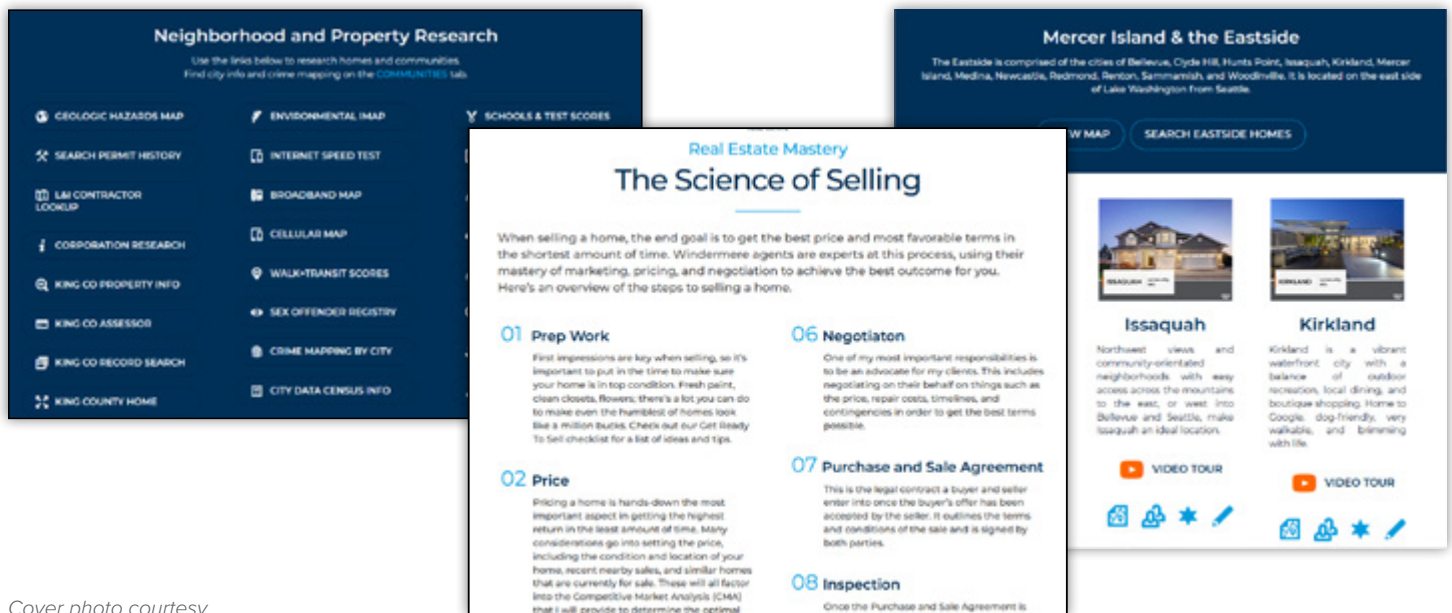 Neighborhood and Property Research
Use the links below to research homes and communities.
Find city info and crime mapping on the COMMUNITIES tab.
GEOLOGIC HAZARDS MAP
SEARCH PERMIT HISTORY
L&I CONTRACTOR
LOOKUP
CORPORATION RESEARCH
KING CO PROPERTY INFO
KING CO ASSESSOR
KING CO RECORD SEARCH
KING COUNTY HOME
ENVIRONMENTAL IMAP
INTERNET SPEED TEST
BROADBAND MAP
CELLULAR MAP
WALK+TRANSIT SCORES
SEX OFFENDER REGISTRY
CRIME MAPPING BY CITY
CITY DATA CENSUS INFO
SCHOOLS & TEST SCORES
Real Estate Mastery
The Science of Selling
When selling a home, the end goal is to get the best price and most favorable terms in
the shortest amount of time. Windermere agents are experts at this process, using their
mastery of marketing, pricing, and negotiation to achieve the best outcome for you.
Here's an overview of the steps to selling a home.
01 Prep Work
First impressions are key when selling, so it's
important to put in the time to make sure
your home is in top condition. Fresh paint,
clean closets, flowers; there's a lot you can do
to make even the humblest of homes look
like a million bucks. Check out our Get Ready
To Sell checklist for a list of ideas and tips.
02 Price
Pricing a home is hands-down the most
important aspect in getting the highest
return in the least amount of time. Many
considerations go into setting the price,
including the condition and location of your
home, recent nearby sales, and similar homes
that are currently for sale. These will all factor
into the Competitive Market Analysis (CMA)
that I will provide to determine the optimal
06 Negotiaton
One of my most important responsibilities is
to be an advocate for my clients. This includes
negotiating on their behalf on things such as
the price, repair costs, timelines, and
contingencies in order to get the best terms
possible.
07 Purchase and Sale Agreement
This is the legal contract a buyer and seller
enter into once the buyer's offer has been
accepted by the seller. It outlines the terms
and conditions of the sale and is signed by
both parties.
08 Inspection
Once the Purchase and Sale Agreement is
Mercer Island & the Eastside
The Eastside is comprised of the cities of Bellevue, Clyde Hill, Hunts Point, Issaquah, Kirkland, Mercer
Island, Medina, Newcastle, Redmond, Renton, Sammamish, and Woodinville. It is located on the east side
of Lake Washington from Seattle.
W MAP
SEARCH EASTSIDE HOMES
ISSAQUAH
KIRKLAND
Issaquah
Northwest views and
community-orientated
neighborhoods with easy
access across the mountains
to the east, or west into
Bellevue and Seattle, make
Issaquah an ideal location.
VIDEO TOUR
Kirkland
Kirkland is a vibrant
waterfront city with a
balance of outdoor
recreation, local dining, and
boutique shopping. Home to
Google, dog-friendly, very
walkable, and brimming
with life.
VIDEO TOUR
Cover photo courtesy